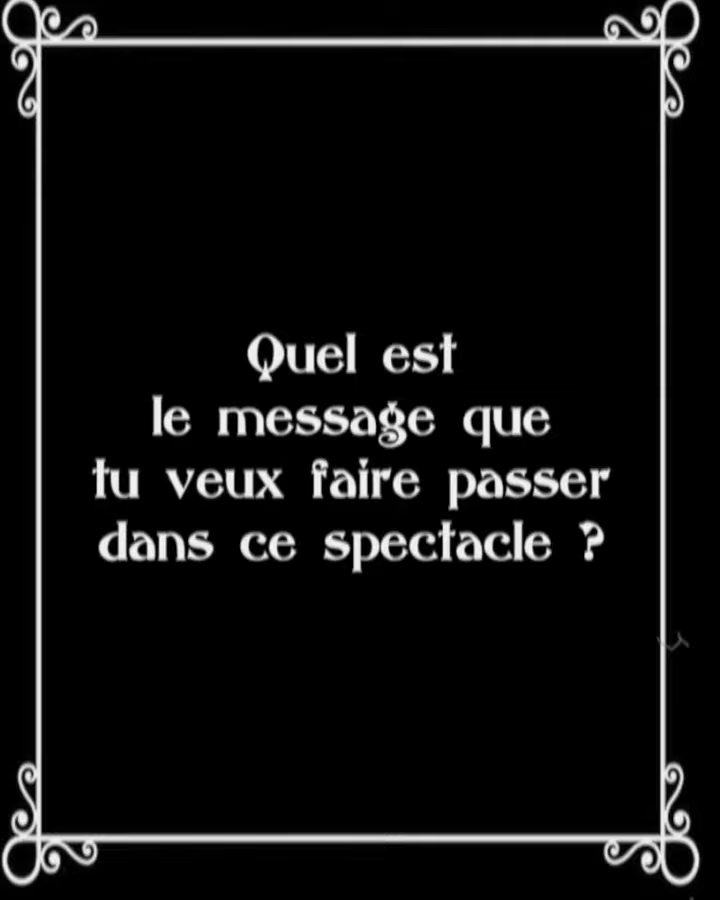 Quel est
le message que
tu veux faire passer
dans ce spectacle ?